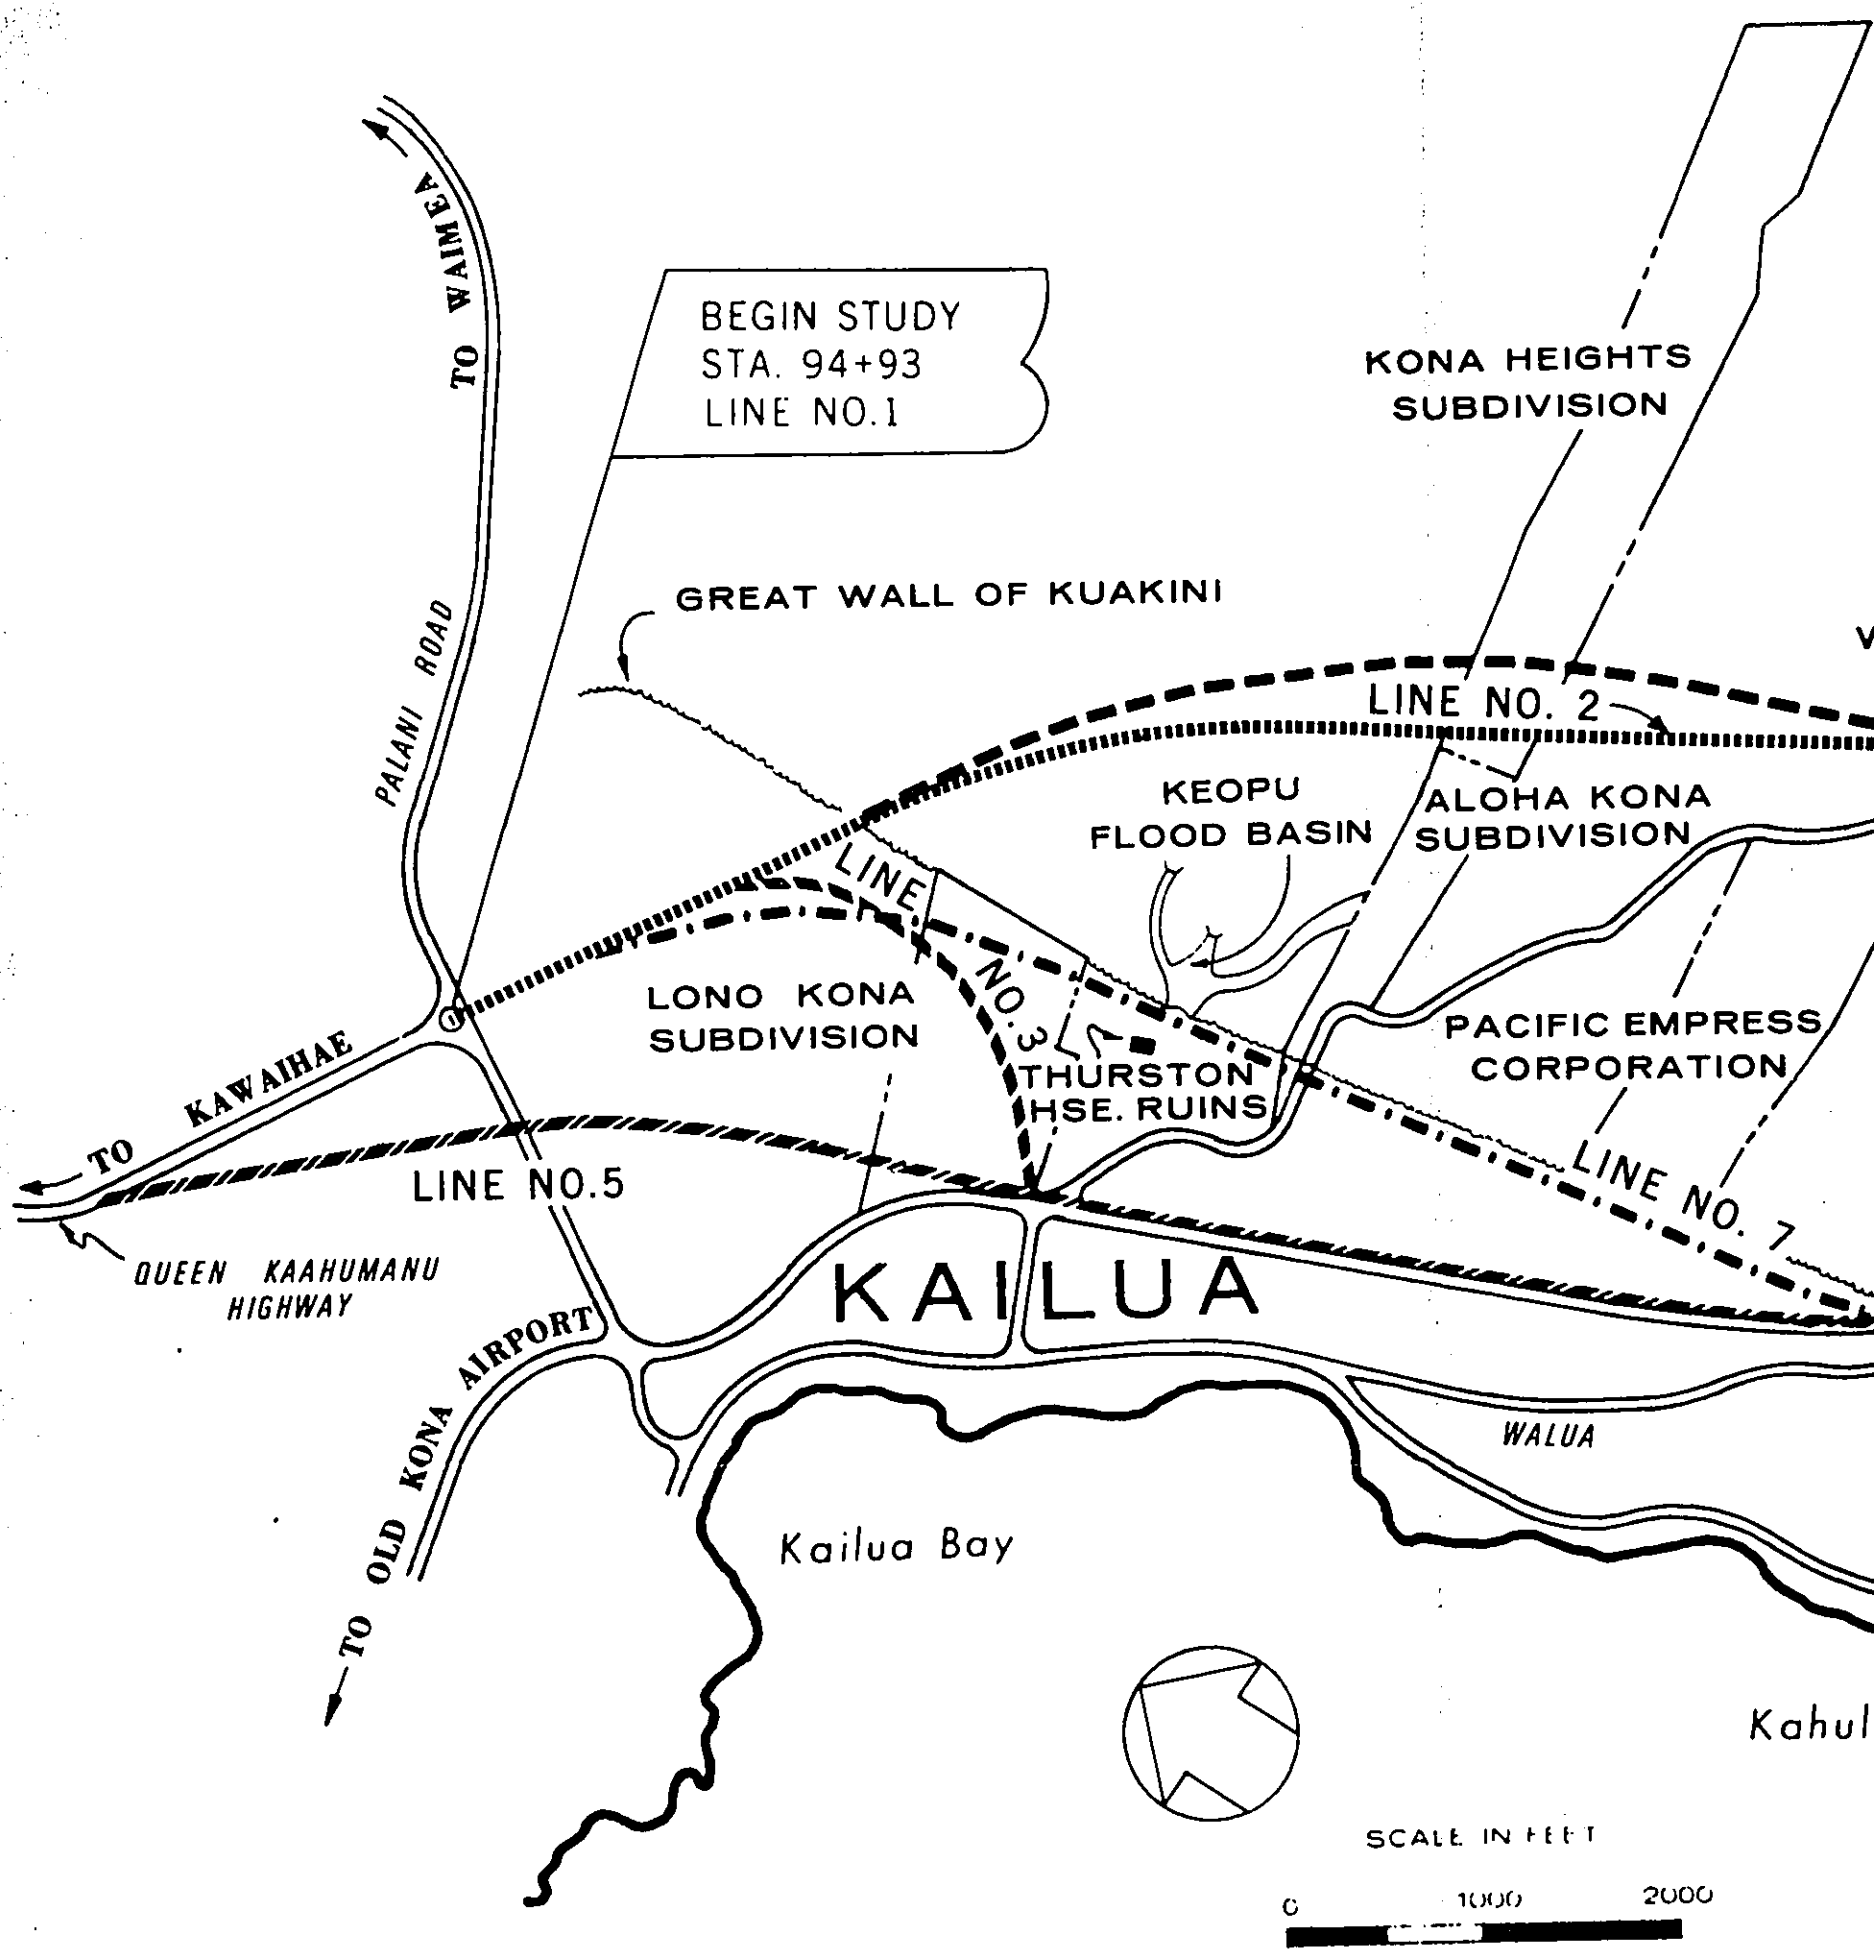 TO WAIMEA
BEGIN STUDY
STA. 94+93
LINE NO.1
KONA HEIGHTS
SUBDIVISION
GREAT WALL OF KUAKINI
PALANI ROAD
LINE NO. 2
KEOPU
FLOOD BASIN
ALOHA KONA
SUBDIVISION
LINE NO.3
LONO KONA
SUBDIVISION
1
PACIFIC EMPRESS
CORPORATION
THURSTON
HSE. RUINS
TO KAWAIHAE
LINE NO.5
LINE NO. 7
QUEEN KAAHUMANU
HIGHWAY
KAILUA
TO OLD KONA AIRPORT
WALUA
Kailua Bay
Kahul
SCALE IN FEET
0 1000 2000